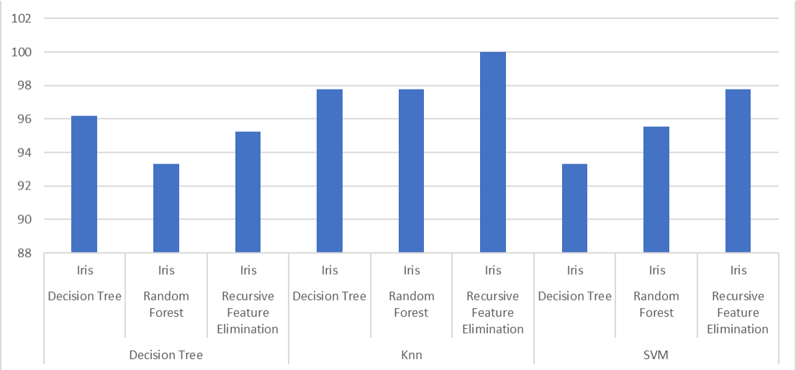 102
100
98
96
94
92
90
88
Iris Iris Iris Iris Iris Iris Iris Iris Iris
Decision Tree Random Recursive Decision Tree Random Recursive Decision Tree Random Recursive
Forest Feature Forest Feature Forest Feature
Elimination Elimination Elimination
Decision Tree Knn SVM